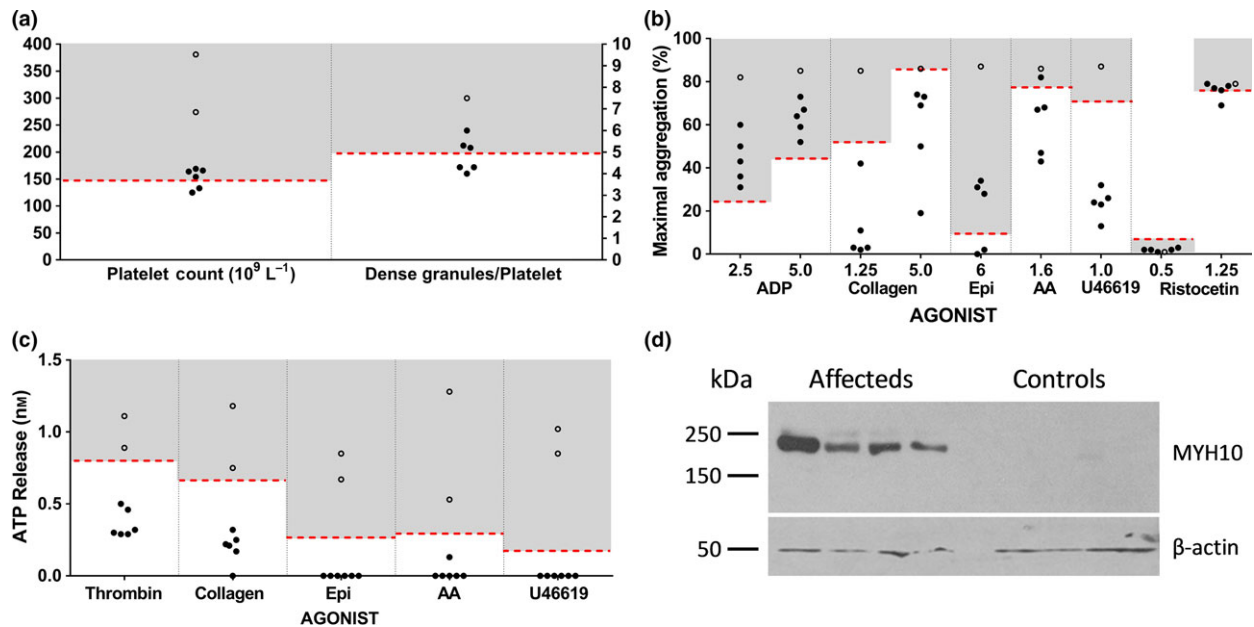 (a)
400
350
300
250
200
150
100
50
0
10
9
8
7
6
5
4
3
2
1
0
Platelet count (10⁹ L⁻¹)
Dense granules/Platelet
(b)
Maximal aggregation (%)
100
80
60
40
20
0
2.5 5.0 1.25 5.0 6 1.6 1.0 0.5 1.25
ADP Collagen Epi AA U46619 Ristocetin
AGONIST
(c)
ATP Release (nM)
1.5
1.0
0.5
0.0
Thrombin Collagen Epi AA U46619
AGONIST
(d)
kDa Affecteds Controls
250
150
MYH10
50
β-actin